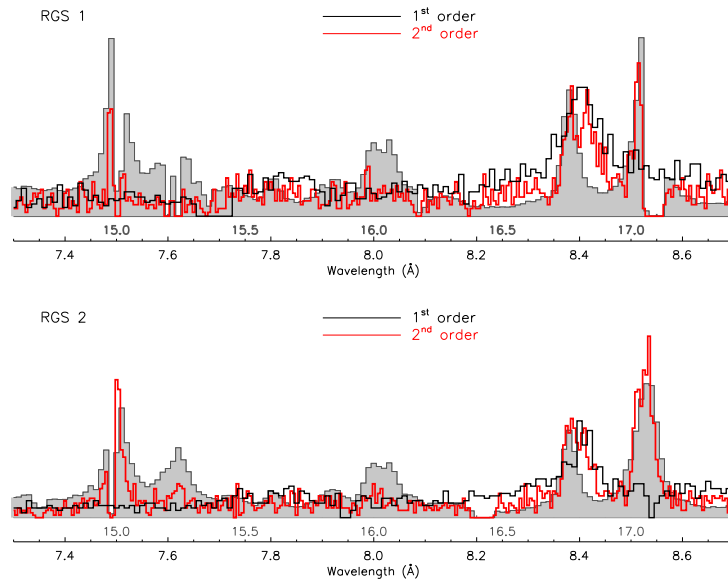 RGS 1
1st order
2nd order
15.0 15.5 16.0 16.5 17.0
7.4 7.6 7.8 8.0 8.2 8.4 8.6
Wavelength (Å)
RGS 2
1st order
2nd order
15.0 15.5 16.0 16.5 17.0
7.4 7.6 7.8 8.0 8.2 8.4 8.6
Wavelength (Å)